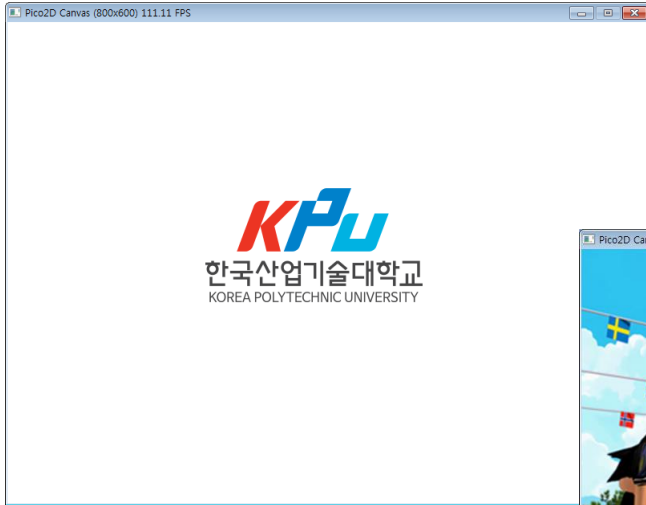 Pico2D Canvas (800x600) 111.11 FPS
KPU
한국산업기술대학교
KOREA POLYTECHNIC UNIVERSITY
Pico2D Ca